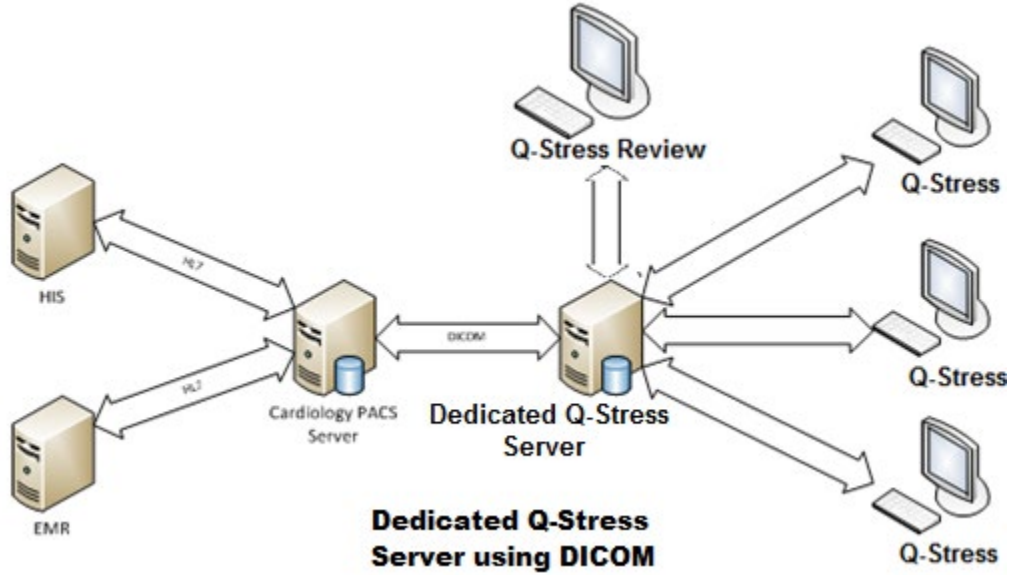 Q-Stress Review
Q-Stress
HL7
HIS
DICOM
Q-Stress
HL7
Cardiology PACS
Server
Dedicated Q-Stress
Server
EMR
Dedicated Q-Stress
Server using DICOM
Q-Stress